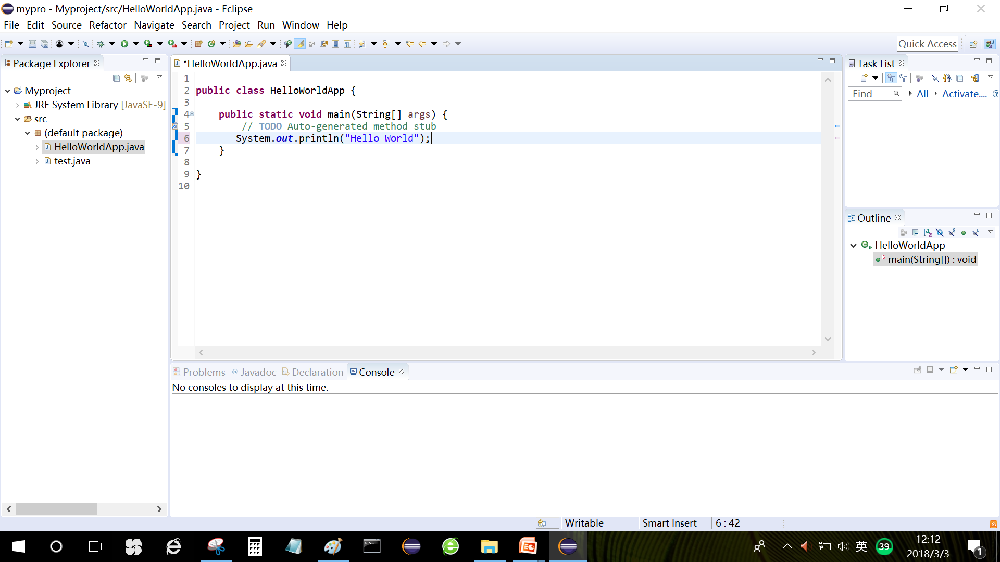 mypro - Myproject/src/HelloWorldApp.java - Eclipse
File Edit Source Refactor Navigate Search Project Run Window Help
Quick Access
Package Explorer
Myproject
JRE System Library [JavaSE-9]
src
(default package)
HelloWorldApp.java
test.java
*HelloWorldApp.java
1
2 public class HelloWorldApp {
3
4 public static void main(String[] args) {
5 // TODO Auto-generated method stub
6 System.out.println("Hello World");
7 }
8
9 }
10
Task List
Find All Activate....
Outline
HelloWorldApp
main(String[]) : void
Problems Javadoc Declaration Console
No consoles to display at this time.
Writable Smart Insert 6 : 42
英 39 12:12
2018/3/3
1